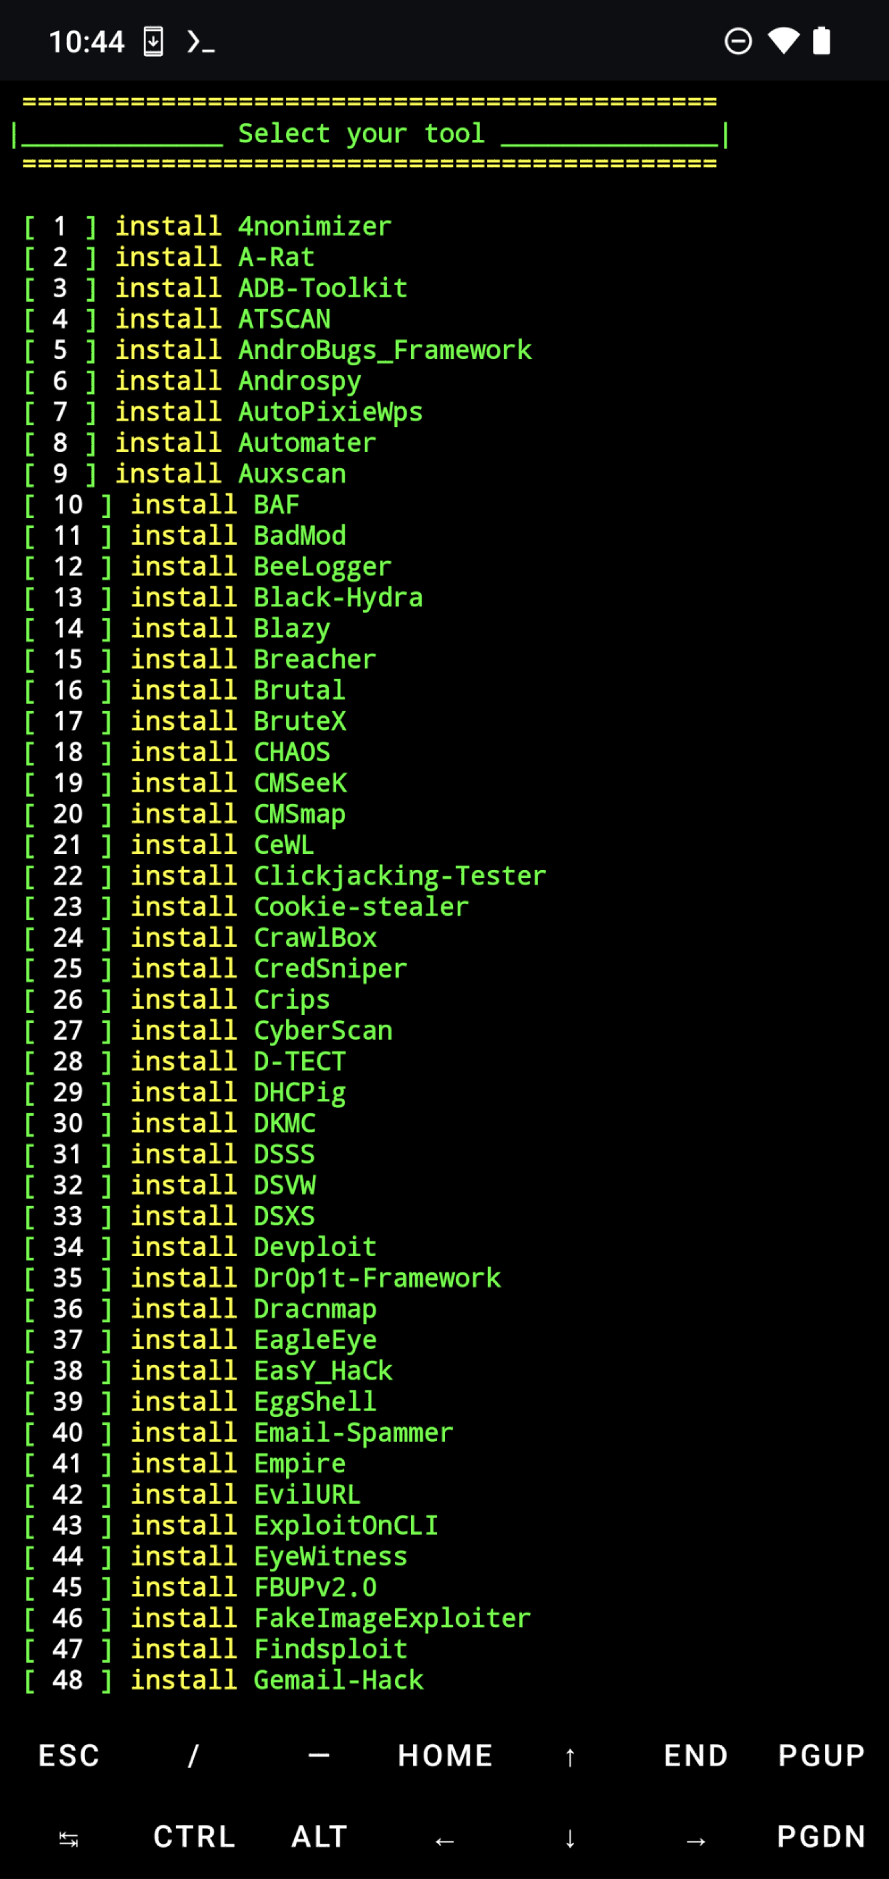 10:44
=============================================
|_____________ Select your tool ______________|
=============================================
[ 1 ] install 4nonimizer
[ 2 ] install A-Rat
[ 3 ] install ADB-Toolkit
[ 4 ] install ATSCAN
[ 5 ] install AndroBugs_Framework
[ 6 ] install Androspy
[ 7 ] install AutoPixieWps
[ 8 ] install Automater
[ 9 ] install Auxscan
[ 10 ] install BAF
[ 11 ] install BadMod
[ 12 ] install BeeLogger
[ 13 ] install Black-Hydra
[ 14 ] install Blazy
[ 15 ] install Breacher
[ 16 ] install Brutal
[ 17 ] install BruteX
[ 18 ] install CHAOS
[ 19 ] install CMSeeK
[ 20 ] install CMSmap
[ 21 ] install CeWL
[ 22 ] install Clickjacking-Tester
[ 23 ] install Cookie-stealer
[ 24 ] install CrawlBox
[ 25 ] install CredSniper
[ 26 ] install Crips
[ 27 ] install CyberScan
[ 28 ] install D-TECT
[ 29 ] install DHCPig
[ 30 ] install DKMC
[ 31 ] install DSSS
[ 32 ] install DSVW
[ 33 ] install DSXS
[ 34 ] install Devploit
[ 35 ] install Dr0p1t-Framework
[ 36 ] install Dracnmap
[ 37 ] install EagleEye
[ 38 ] install EasY_HaCk
[ 39 ] install EggShell
[ 40 ] install Email-Spammer
[ 41 ] install Empire
[ 42 ] install EvilURL
[ 43 ] install ExploitOnCLI
[ 44 ] install EyeWitness
[ 45 ] install FBUPv2.0
[ 46 ] install FakeImageExploiter
[ 47 ] install Findsploit
[ 48 ] install Gemail-Hack
ESC / — HOME ↑ END PGUP
↹ CTRL ALT ← ↓ → PGDN